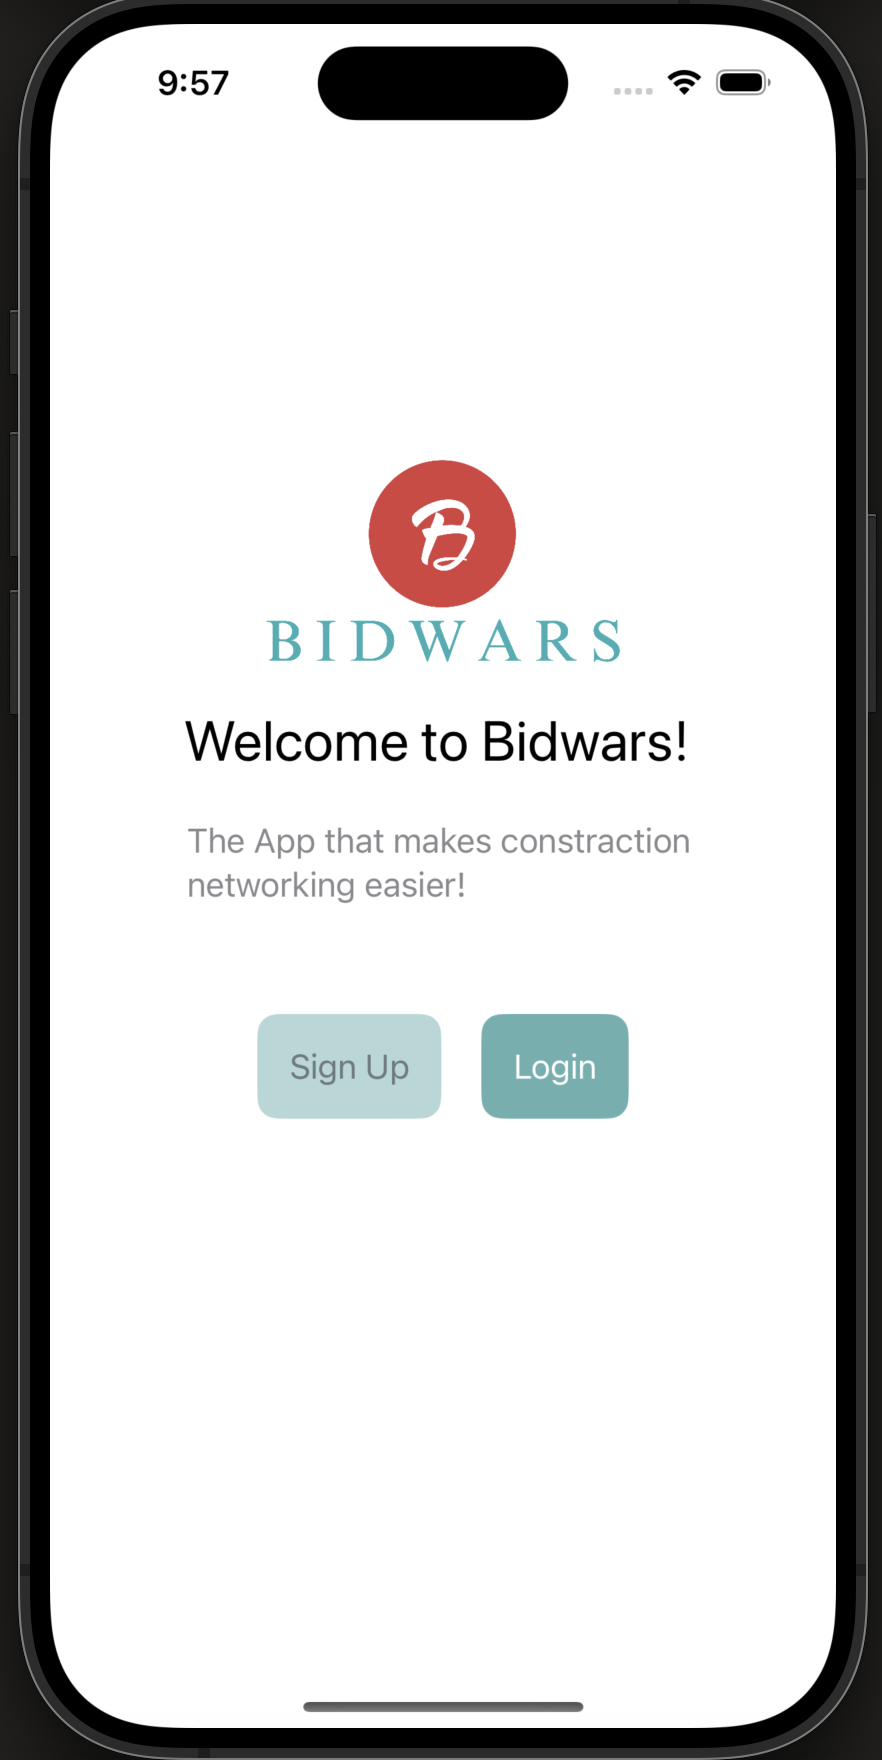 9:57
B
BIDWARS
Welcome to Bidwars!
The App that makes constraction
networking easier!
Sign Up
Login